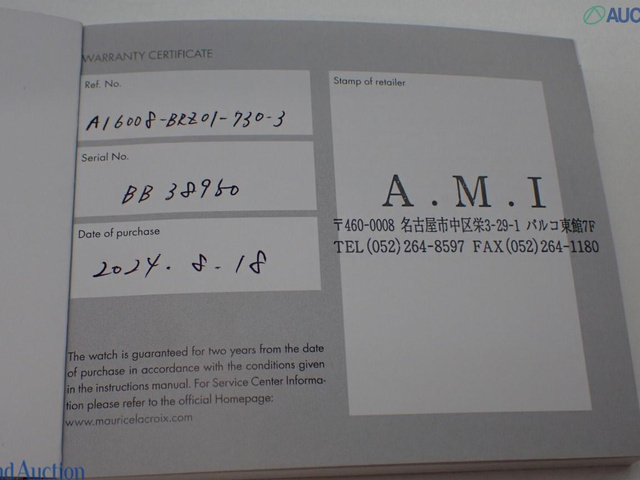 AUC
WARRANTY CERTIFICATE
Ref. No.
A16008-BRZ01-730-3
Serial No.
BB 38950
Date of purchase
2024.8.18
Stamp of retailer
A.M.I
〒460-0008 名古屋市中区栄3-29-1 パルコ東館7F
TEL(052)264-8597 FAX(052)264-1180
The watch is guaranteed for two years from the date
of purchase in accordance with the conditions given
in the instructions manual. For Service Center Informa-
tion please refer to the official Homepage:
www.mauricelacroix.com
nd Auction